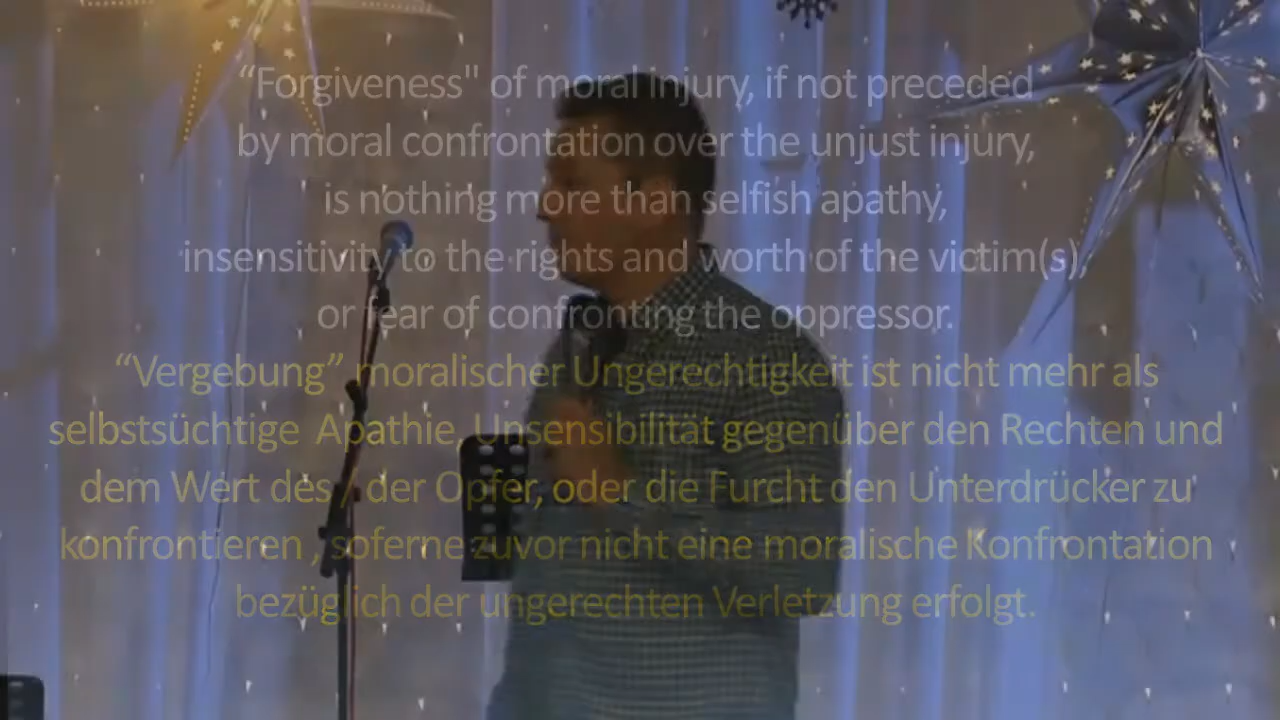 “Forgiveness" of moral injury, if not preceded
by moral confrontation over the unjust injury,
is nothing more than selfish apathy,
insensitivity to the rights and worth of the victim(s)
or fear of confronting the oppressor.
“Vergebung” moralischer Ungerechtigkeit ist nicht mehr als
selbstsüchtige Apathie, Unsensibilität gegenüber den Rechten und
dem Wert des / der Opfer, oder die Furcht den Unterdrücker zu
konfrontieren , soferne zuvor nicht eine moralische Konfrontation
bezüglich der ungerechten Verletzung erfolgt.